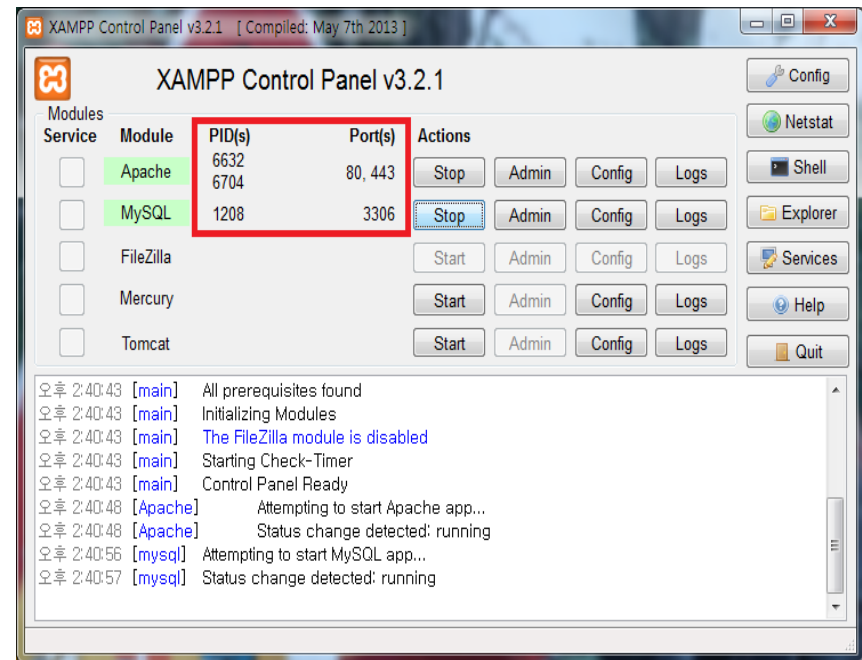 XAMPP Control Panel v3.2.1 [ Compiled: May 7th 2013 ]
XAMPP Control Panel v3.2.1
Config
Modules
Service Module PID(s) Port(s) Actions
Netstat
Apache 6632 6704 80, 443 Stop Admin Config Logs
Shell
MySQL 1208 3306 Stop Admin Config Logs
Explorer
FileZilla Start Admin Config Logs
Services
Mercury Start Admin Config Logs
Help
Tomcat Start Admin Config Logs
Quit
오후 2:40:43 [main] All prerequisites found
오후 2:40:43 [main] Initializing Modules
오후 2:40:43 [main] The FileZilla module is disabled
오후 2:40:43 [main] Starting Check-Timer
오후 2:40:43 [main] Control Panel Ready
오후 2:40:48 [Apache] Attempting to start Apache app...
오후 2:40:48 [Apache] Status change detected: running
오후 2:40:56 [mysql] Attempting to start MySQL app...
오후 2:40:57 [mysql] Status change detected: running